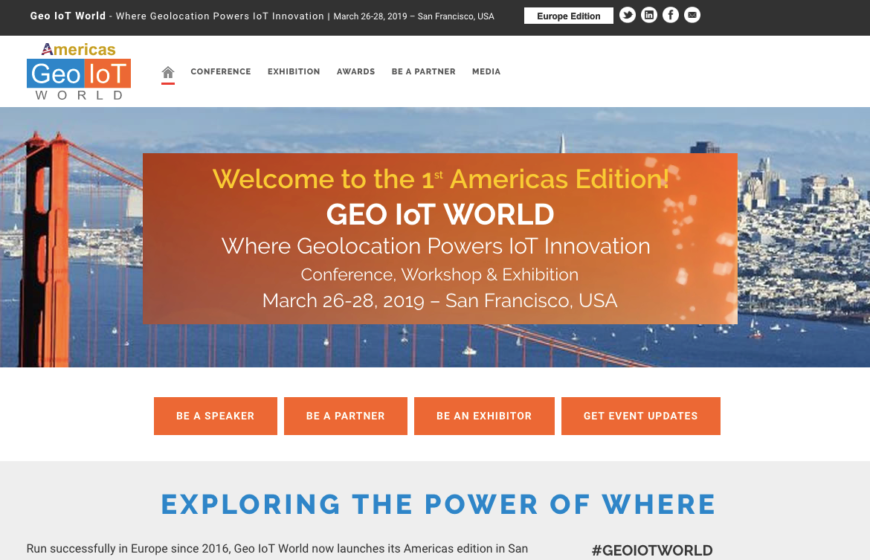 Geo IoT World - Where Geolocation Powers IoT Innovation | March 26-28, 2019 – San Francisco, USA
Europe Edition
Americas
Geo IoT
WORLD
CONFERENCE
EXHIBITION
AWARDS
BE A PARTNER
MEDIA
Welcome to the 1st Americas Edition!
GEO IoT WORLD
Where Geolocation Powers IoT Innovation
Conference, Workshop & Exhibition
March 26-28, 2019 – San Francisco, USA
BE A SPEAKER
BE A PARTNER
BE AN EXHIBITOR
GET EVENT UPDATES
EXPLORING THE POWER OF WHERE
Run successfully in Europe since 2016, Geo IoT World now launches its Americas edition in San
#GEOIOTWORLD